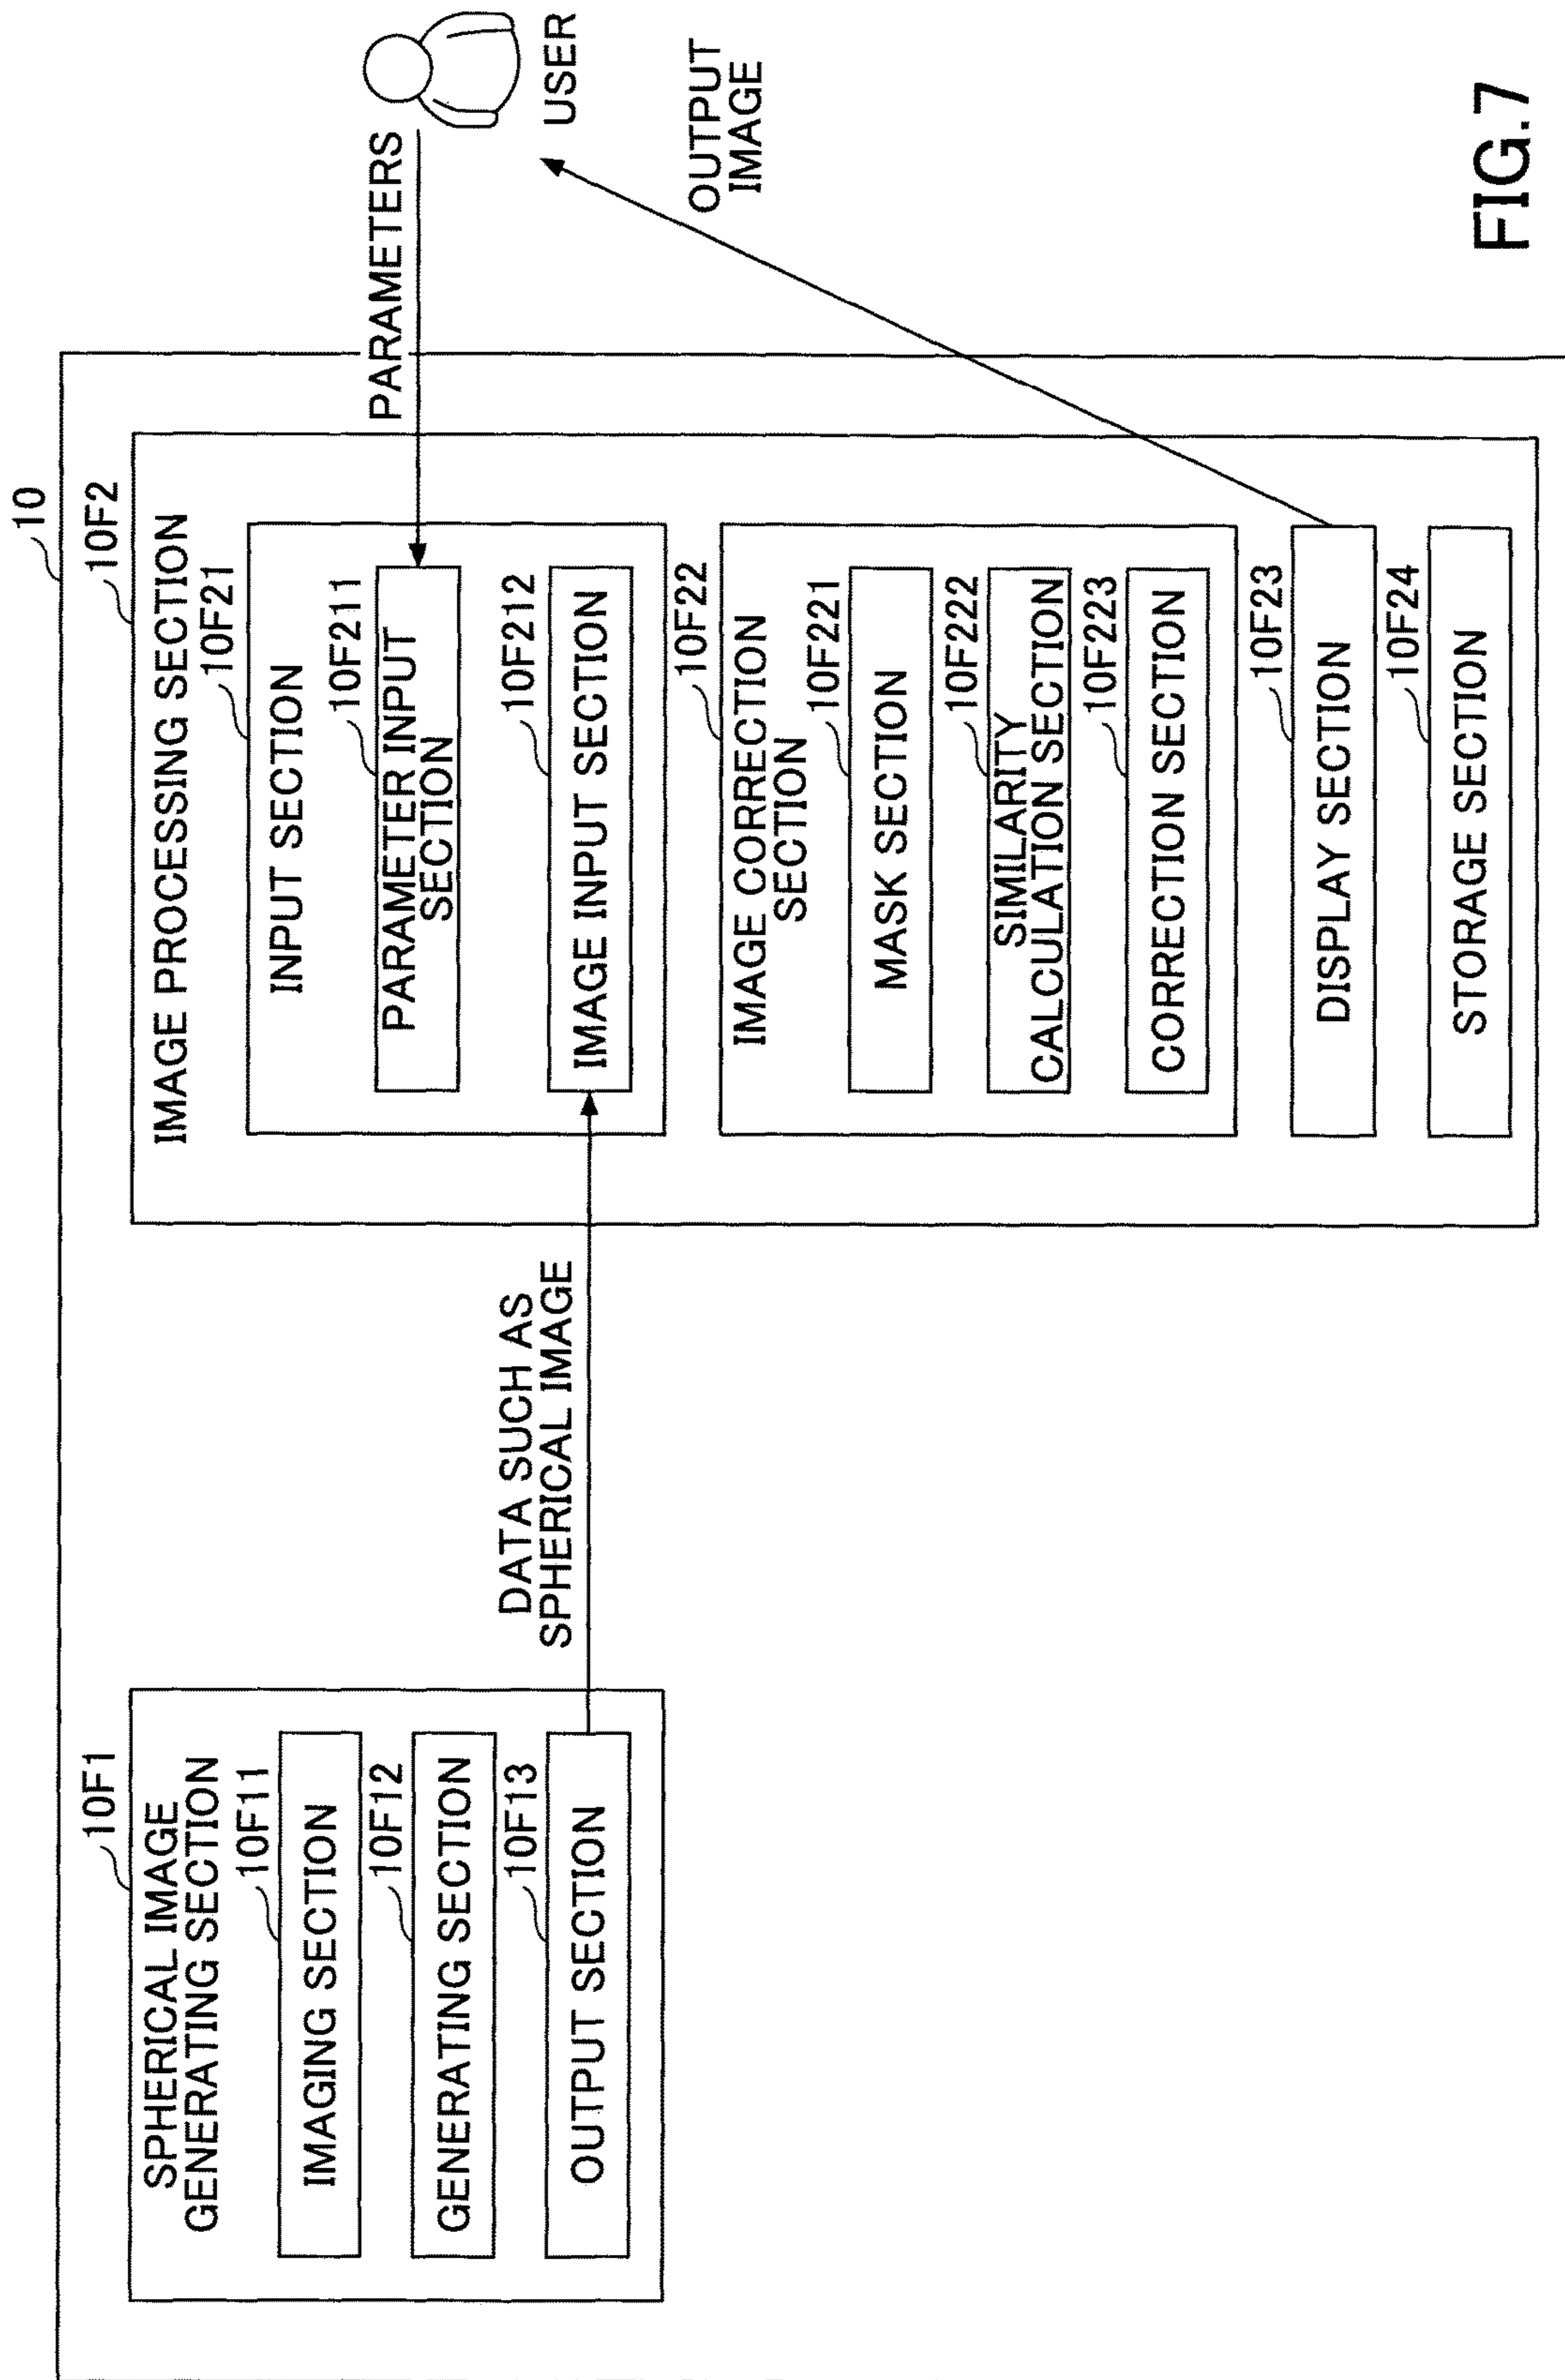 10
10F1
SPHERICAL IMAGE
GENERATING SECTION
10F11
IMAGING SECTION
10F12
GENERATING SECTION
10F13
OUTPUT SECTION
DATA SUCH AS
SPHERICAL IMAGE
10F2
IMAGE PROCESSING SECTION
10F21
INPUT SECTION
10F211
PARAMETER INPUT
SECTION
10F212
IMAGE INPUT SECTION
10F22
IMAGE CORRECTION
SECTION
10F221
MASK SECTION
10F222
SIMILARITY
CALCULATION SECTION
10F223
CORRECTION SECTION
10F23
DISPLAY SECTION
10F24
STORAGE SECTION
PARAMETERS
USER
OUTPUT
IMAGE
FIG.7